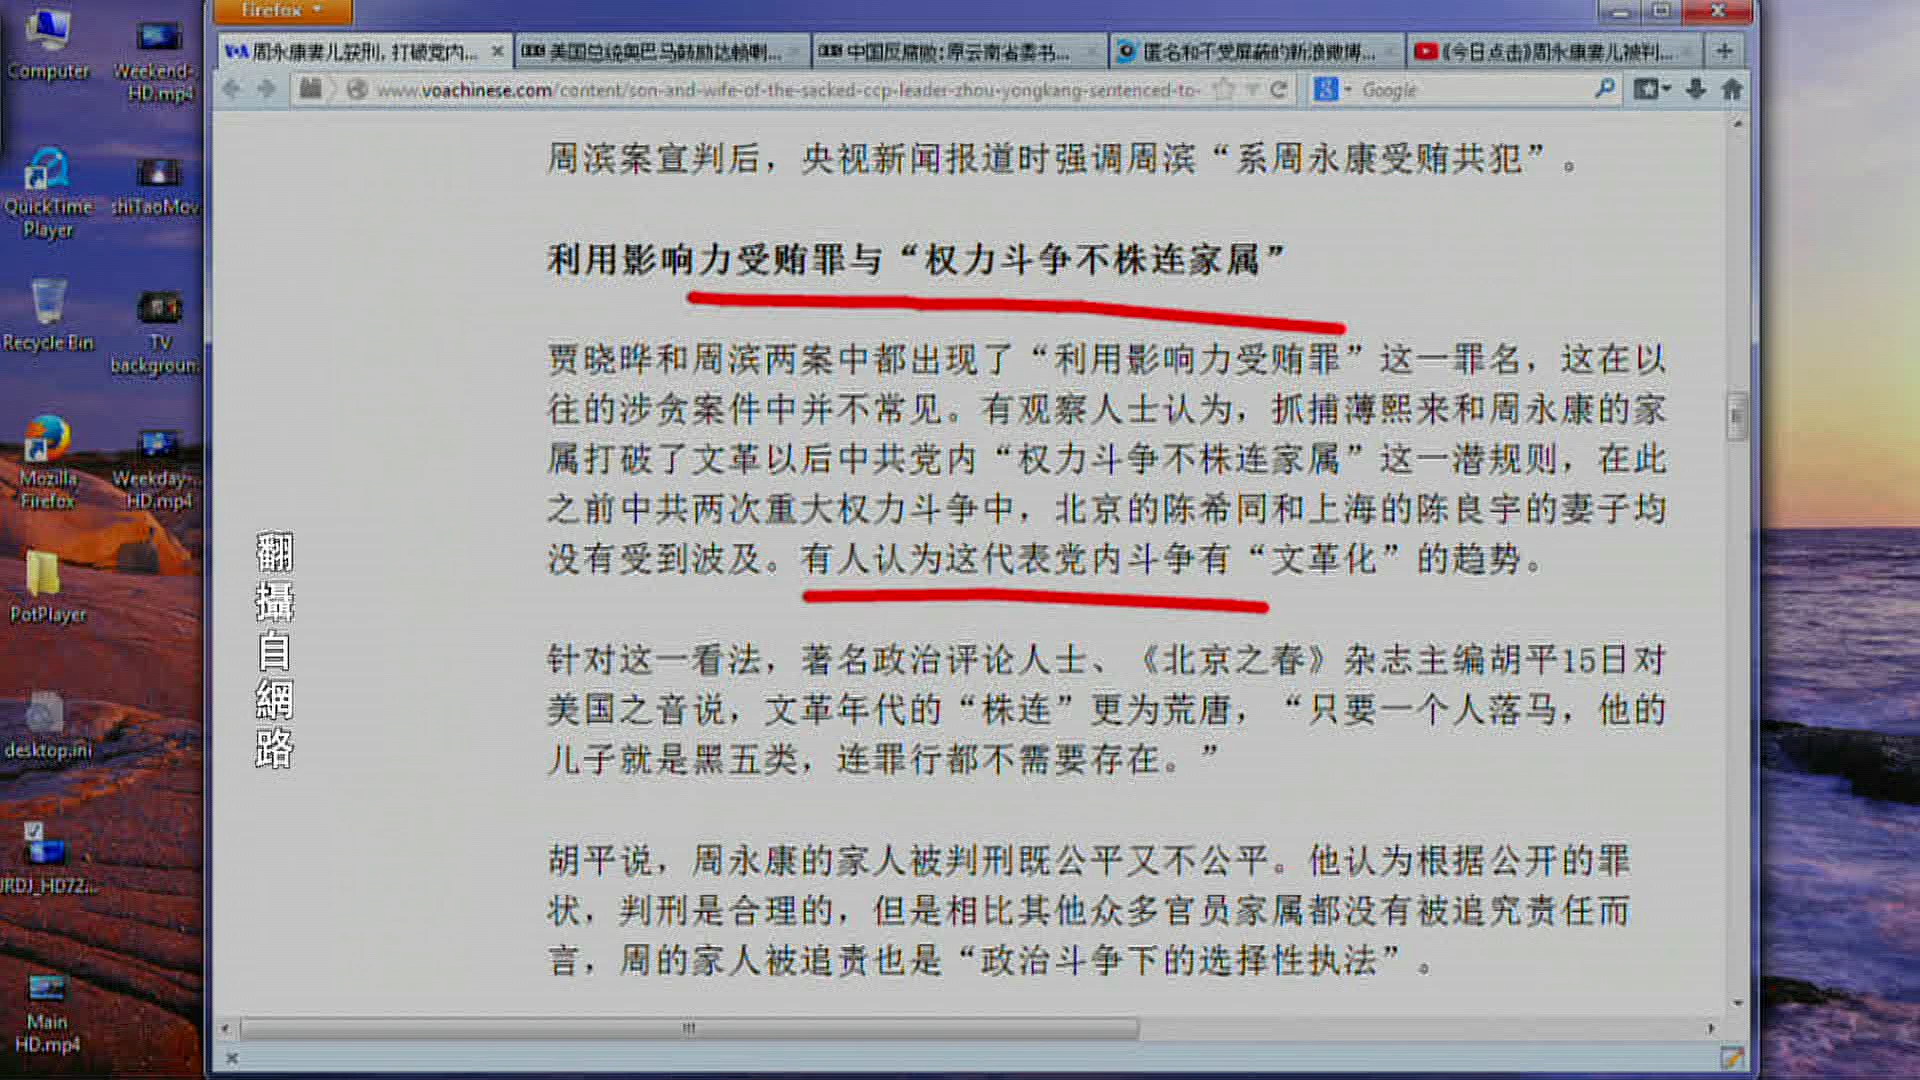 Firefox
周永康妻儿获刑, 打破党内...
美国总统奥巴马鼓励达赖喇...
中国反腐败:原云南省委书...
匿名和不受屏蔽的新浪微博...
《今日点击》周永康妻儿被判...
www.voachinese.com/content/son-and-wife-of-the-sacked-ccp-leader-zhou-yongkang-sentenced-to-
Google
Computer
Weekend-
HD.mp4
QuickTime
Player
shiTaoMov
Recycle Bin
TV
backgroun
Mozilla
Firefox
Weekday-...
HD.mp4
PotPlayer
desktop.ini
JRDJ_HD72...
Main
HD.mp4
翻攝自網路
周滨案宣判后，央视新闻报道时强调周滨“系周永康受贿共犯”。
利用影响力受贿罪与“权力斗争不株连家属”
贾晓晔和周滨两案中都出现了“利用影响力受贿罪”这一罪名，这在以
往的涉贪案件中并不常见。有观察人士认为，抓捕薄熙来和周永康的家
属打破了文革以后中共党内“权力斗争不株连家属”这一潜规则，在此
之前中共两次重大权力斗争中，北京的陈希同和上海的陈良宇的妻子均
没有受到波及。有人认为这代表党内斗争有“文革化”的趋势。
针对这一看法，著名政治评论人士、《北京之春》杂志主编胡平15日对
美国之音说，文革年代的“株连”更为荒唐，“只要一个人落马，他的
儿子就是黑五类，连罪行都不需要存在。”
胡平说，周永康的家人被判刑既公平又不公平。他认为根据公开的罪
状，判刑是合理的，但是相比其他众多官员家属都没有被追究责任而
言，周的家人被追责也是“政治斗争下的选择性执法”。